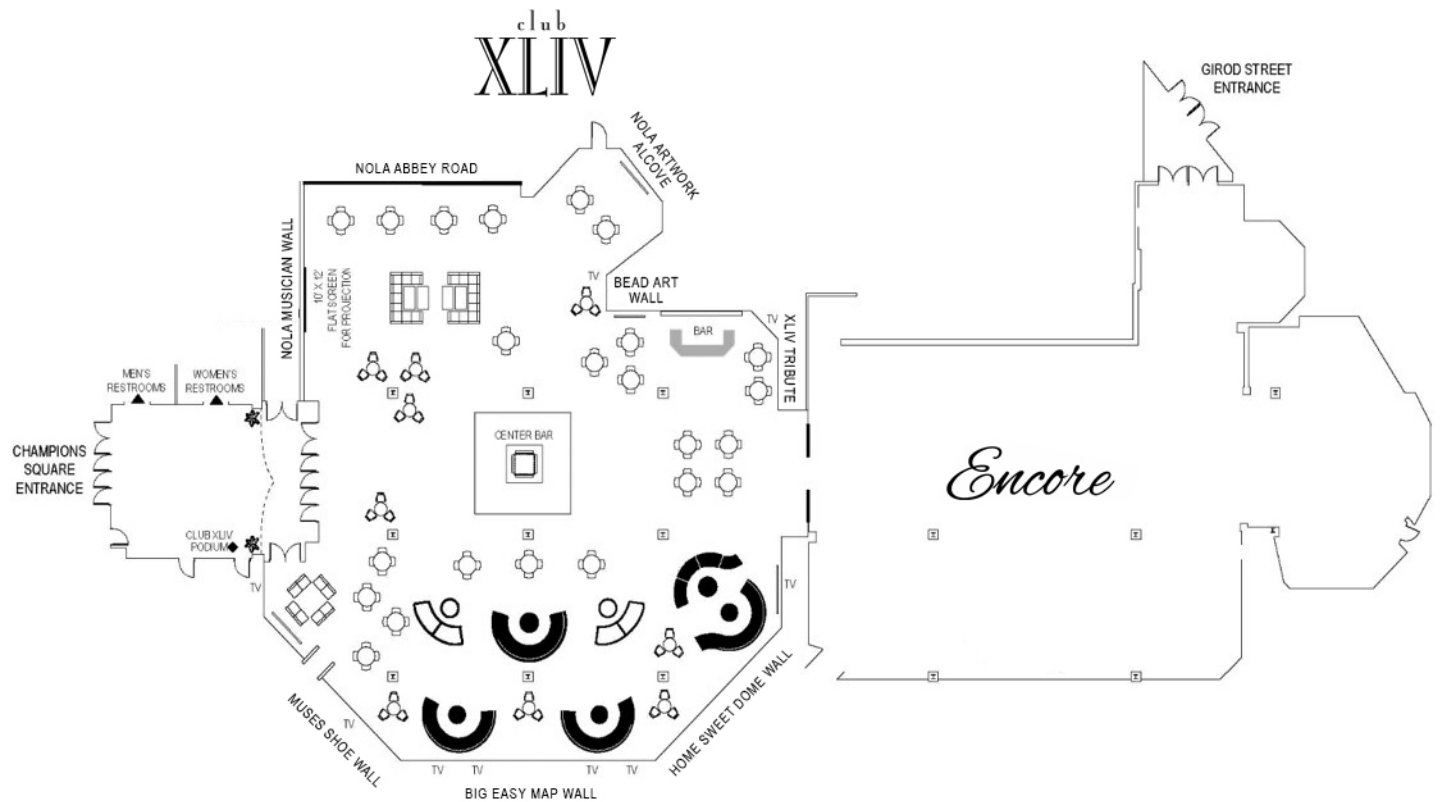 club
XLIV
GIROD STREET
ENTRANCE
NOLA ARTWORK
ALCOVE
NOLA ABBEY ROAD
NOLA MUSICIAN WALL
10' X 12'
FLAT SCREEN
FOR PROJECTION
TV
BEAD ART
WALL
BAR
TV
XLIV TRIBUTE
MEN'S
RESTROOMS
WOMEN'S
RESTROOMS
CHAMPIONS
SQUARE
ENTRANCE
CENTER BAR
Encore
CLUB XLIV
PODIUM
TV
TV
MUSES SHOE WALL
TV
HOME SWEET DOME WALL
TV
TV
TV
TV
BIG EASY MAP WALL